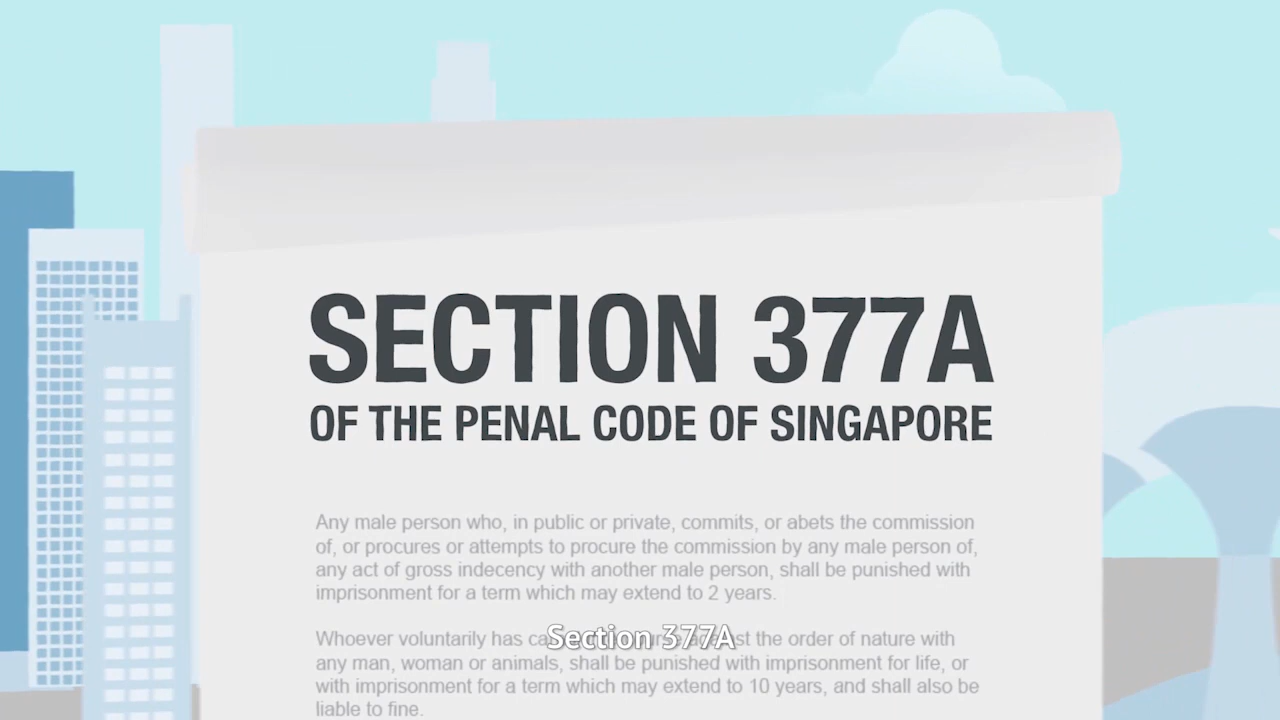 SECTION 377A
OF THE PENAL CODE OF SINGAPORE
Any male person who, in public or private, commits, or abets the commission
of, or procures or attempts to procure the commission by any male person of,
any act of gross indecency with another male person, shall be punished with
imprisonment for a term which may extend to 2 years.
Whoever voluntarily has the order of nature with
Section 377A
any man, woman or animals, shall be punished with imprisonment for life, or
with imprisonment for a term which may extend to 10 years, and shall also be
liable to fine.